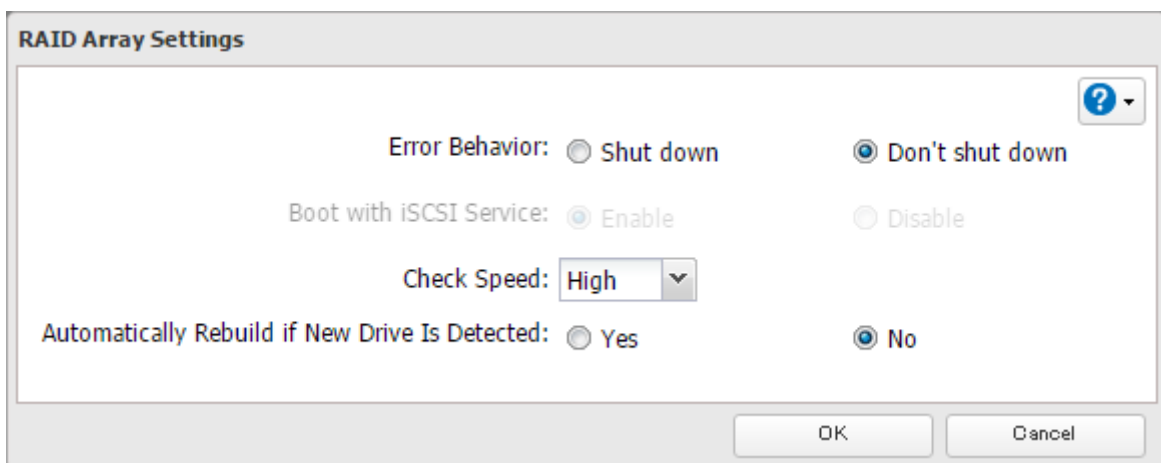 RAID Array Settings
?
Error Behavior: Shut down Don't shut down
Boot with iSCSI Service: Enable Disable
Check Speed: High
Automatically Rebuild if New Drive Is Detected: Yes No
OK Cancel